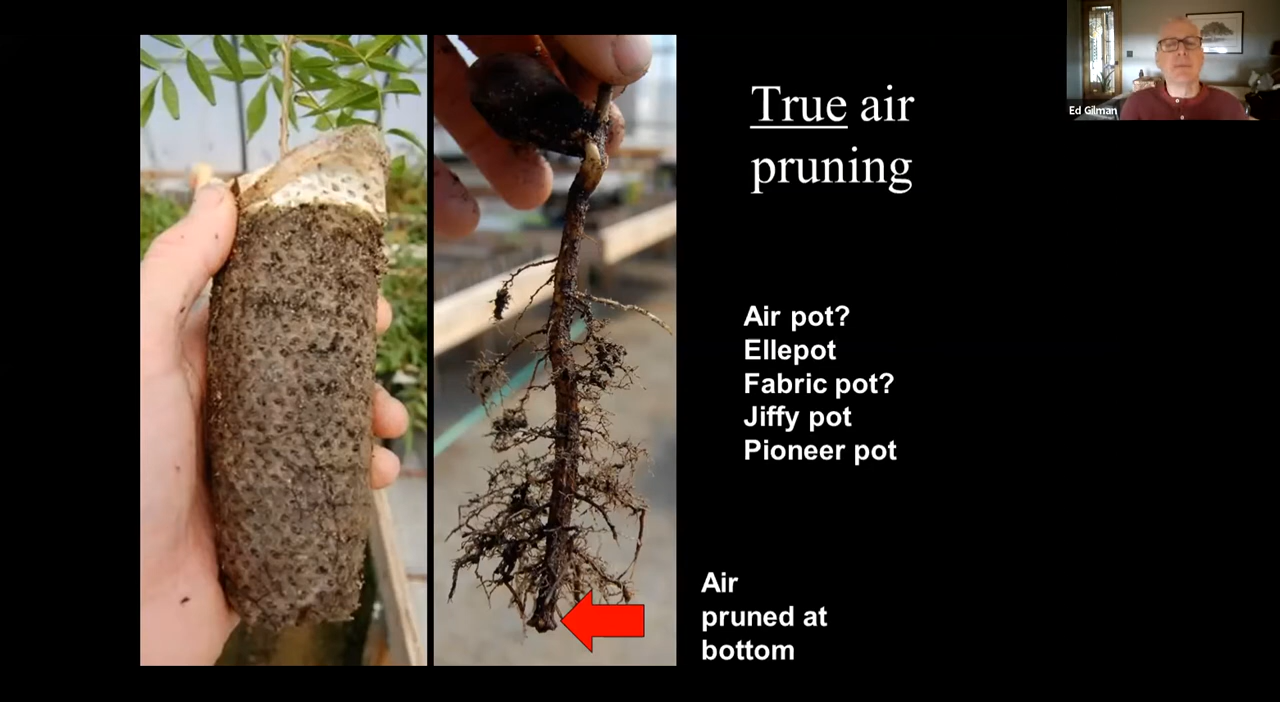 True air
pruning
Air pot?
Ellepot
Fabric pot?
Jiffy pot
Pioneer pot
Air
pruned at
bottom
Ed Gilman